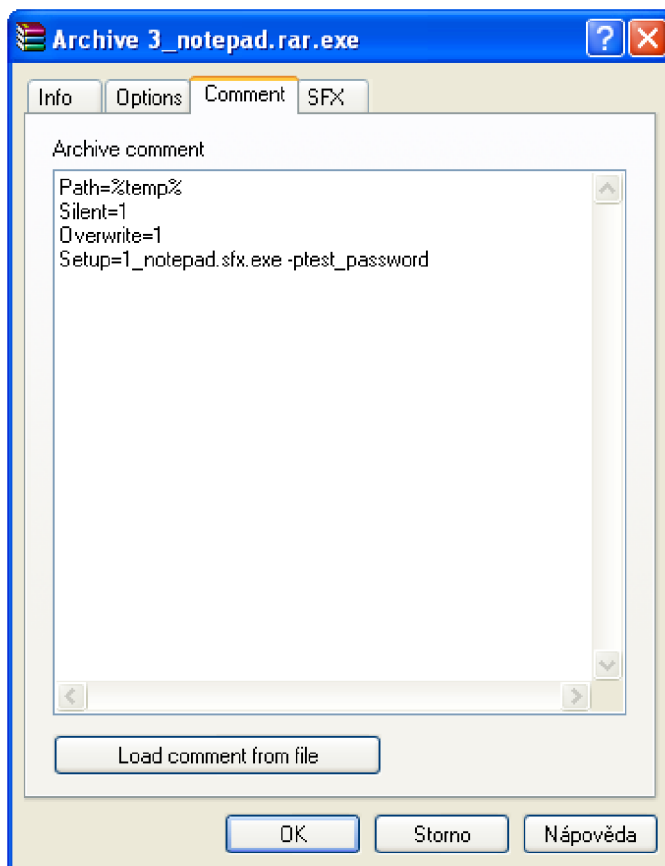 Archive 3_notepad.rar.exe
Info Options Comment SFX
Archive comment
Path=%temp%
Silent=1
Overwrite=1
Setup=1_notepad.sfx.exe -ptest_password
Load comment from file
OK Storno Nápověda